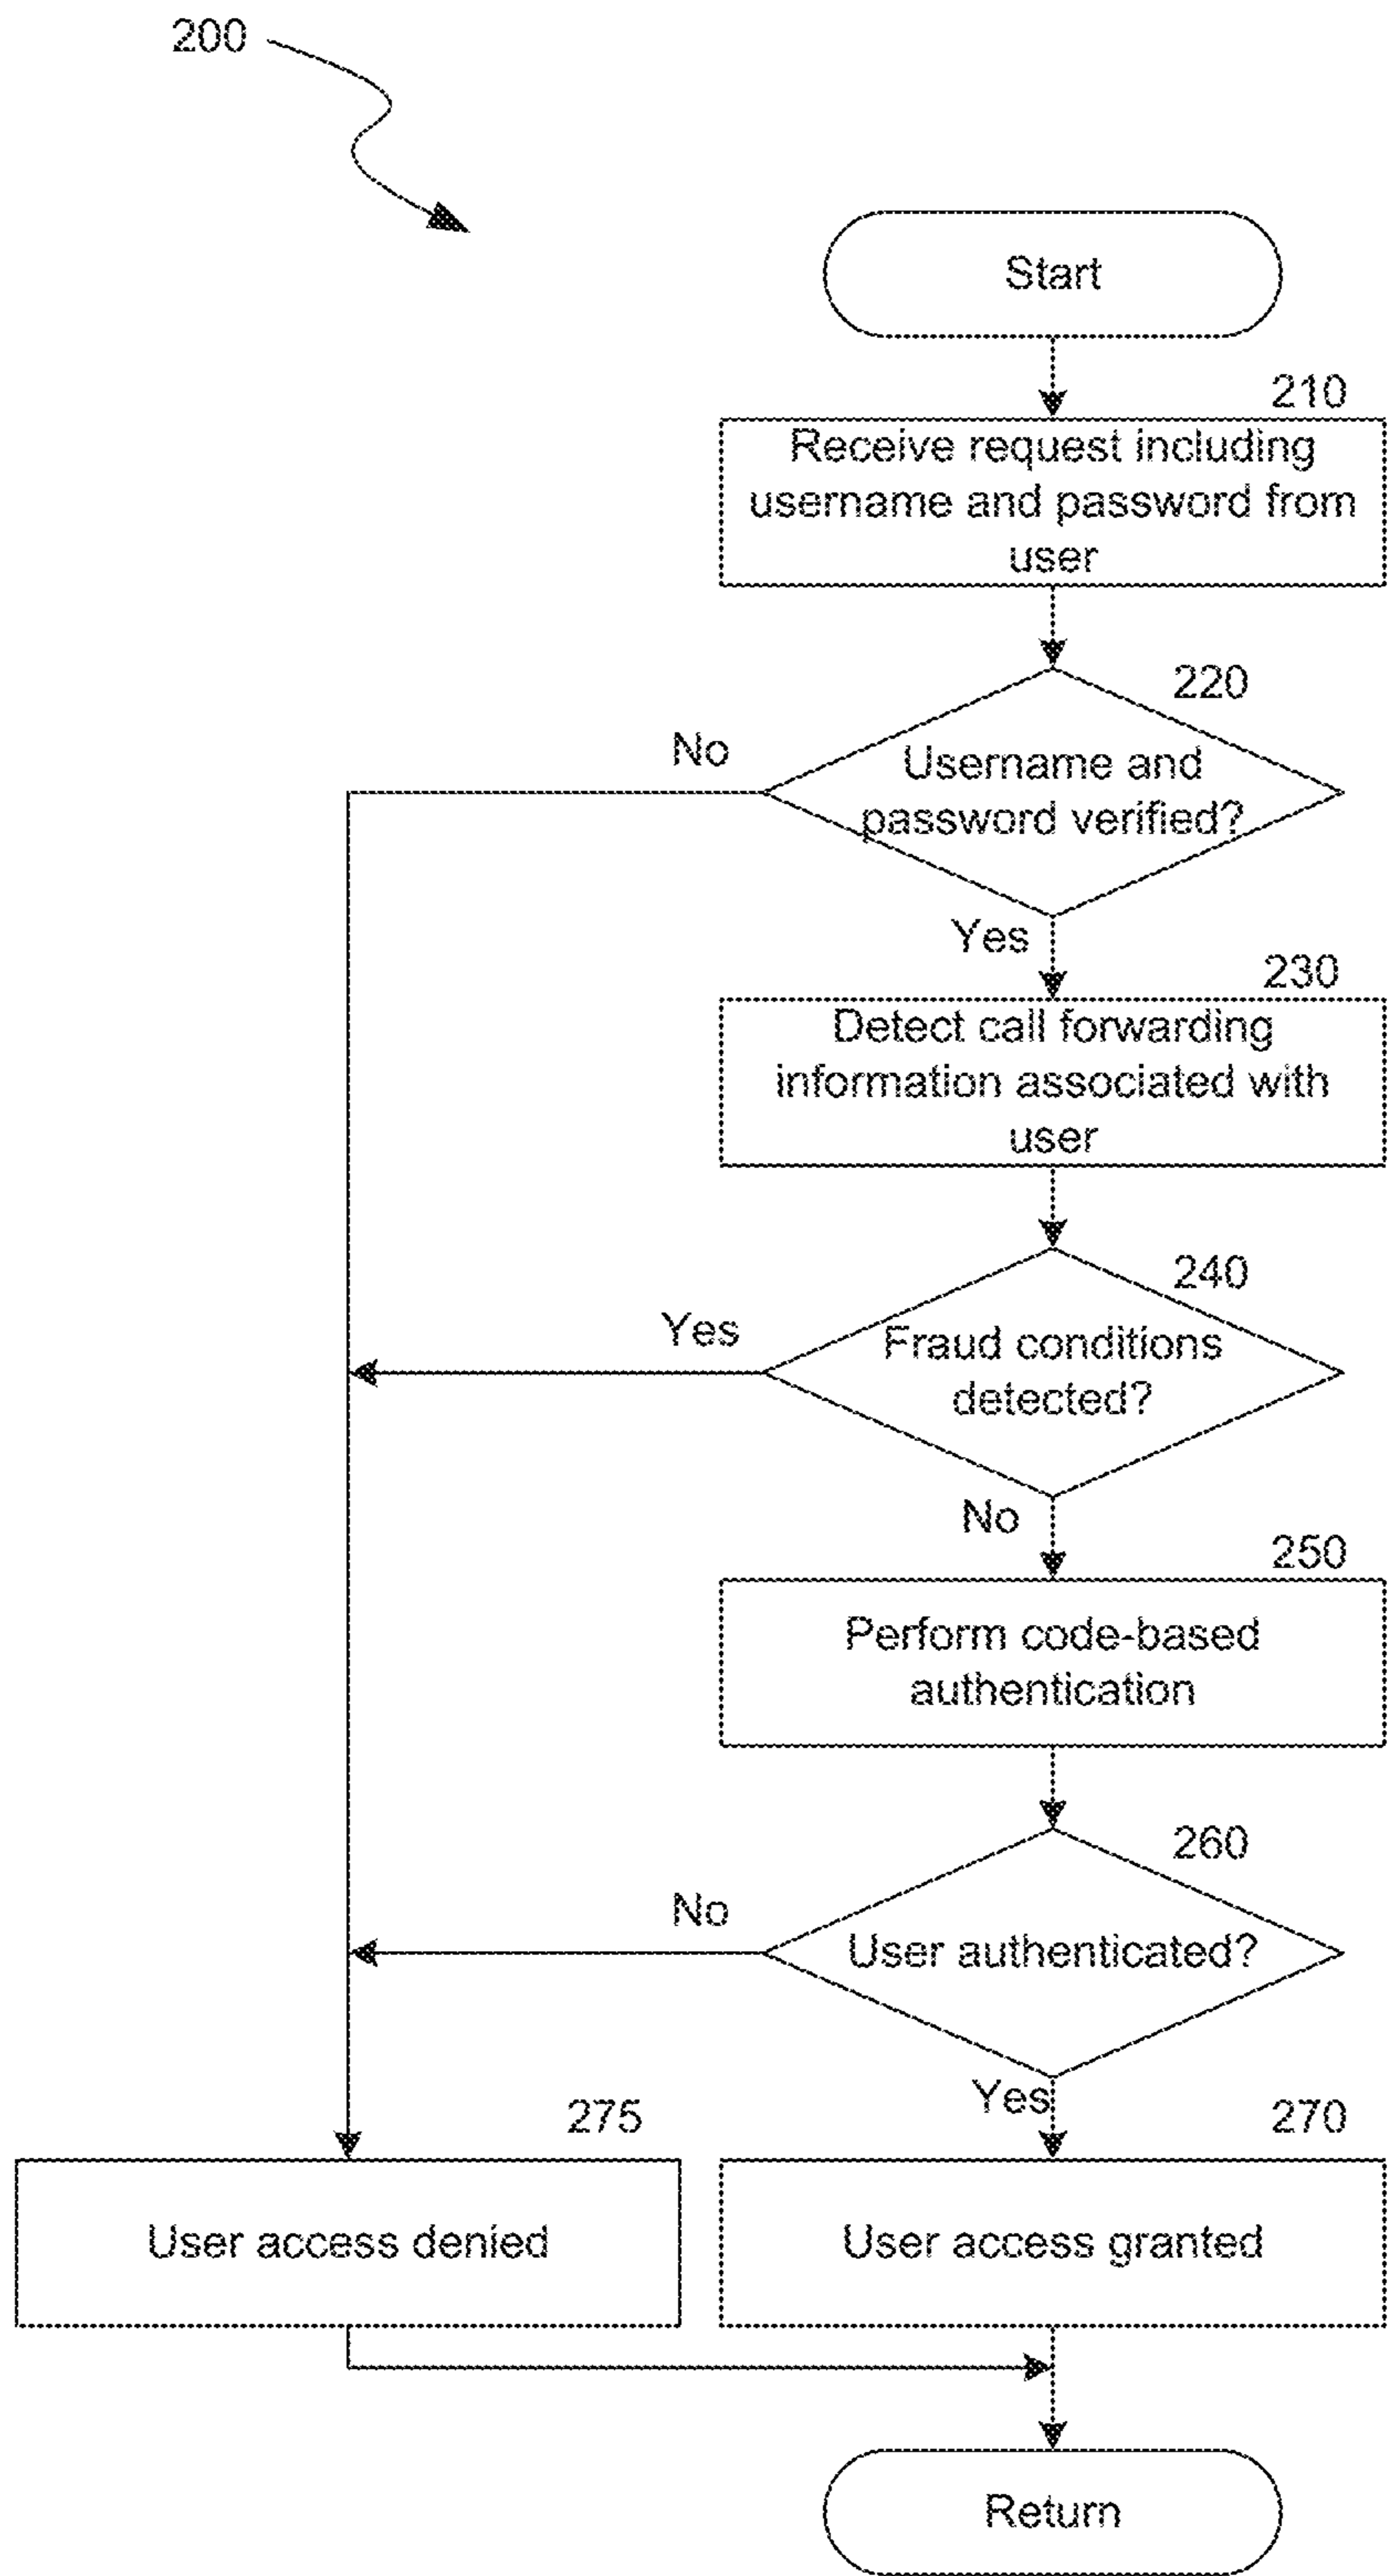 200
Start
210
Receive request including
username and password from
user
220
No
Username and
password verified?
Yes
230
Detect call forwarding
information associated with
user
240
Yes
Fraud conditions
detected?
No
250
Perform code-based
authentication
260
No
User authenticated?
Yes
275
270
User access denied
User access granted
Return